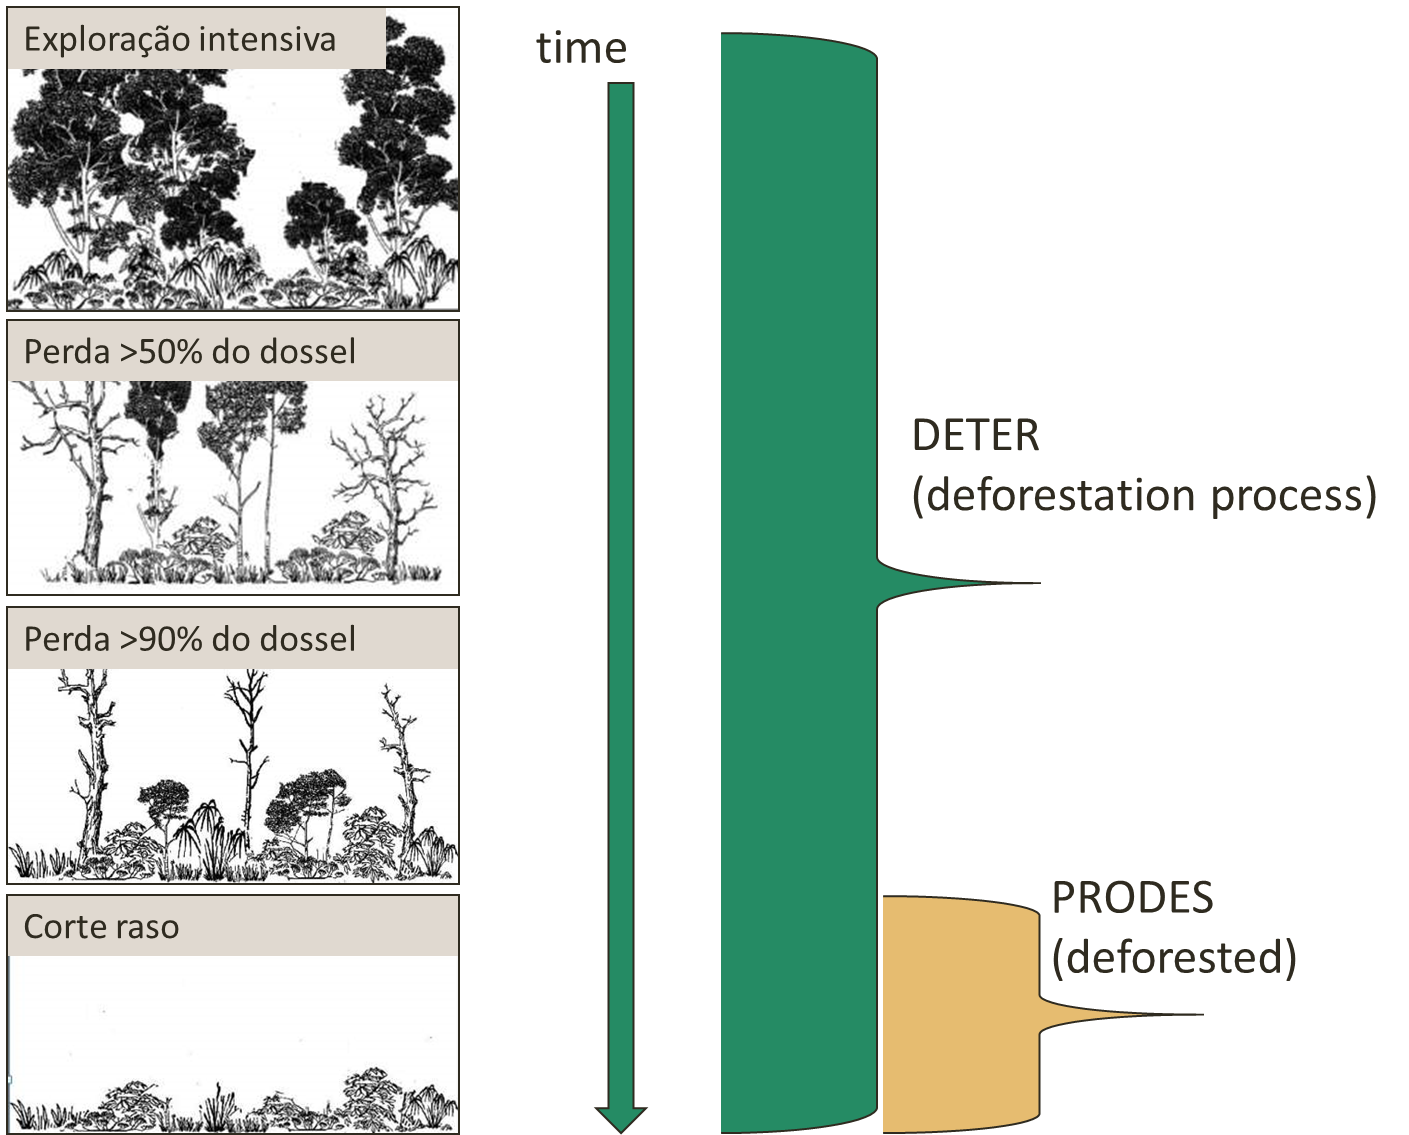 Exploração intensiva
time
Perda >50% do dossel
DETER
(deforestation process)
Perda >90% do dossel
PRODES
(deforested)
Corte raso